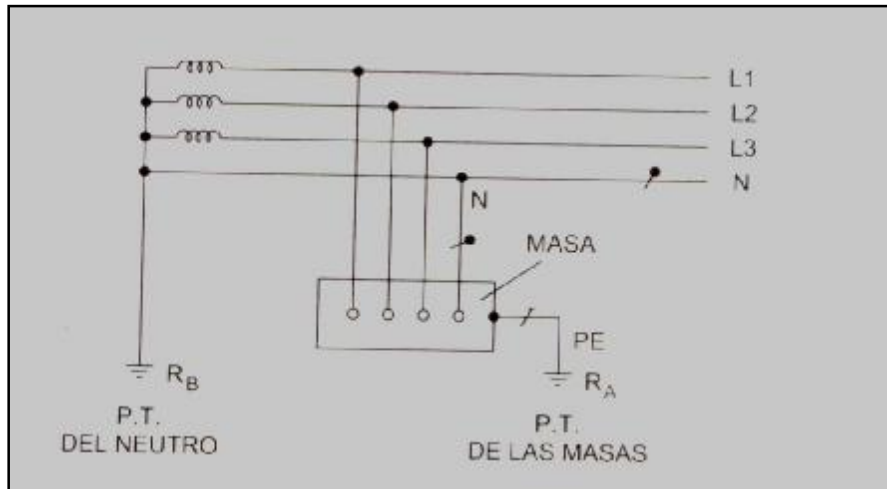 L1
L2
L3
N
N
MASA
PE
R_B
R_A
P.T.
DEL NEUTRO
P.T.
DE LAS MASAS